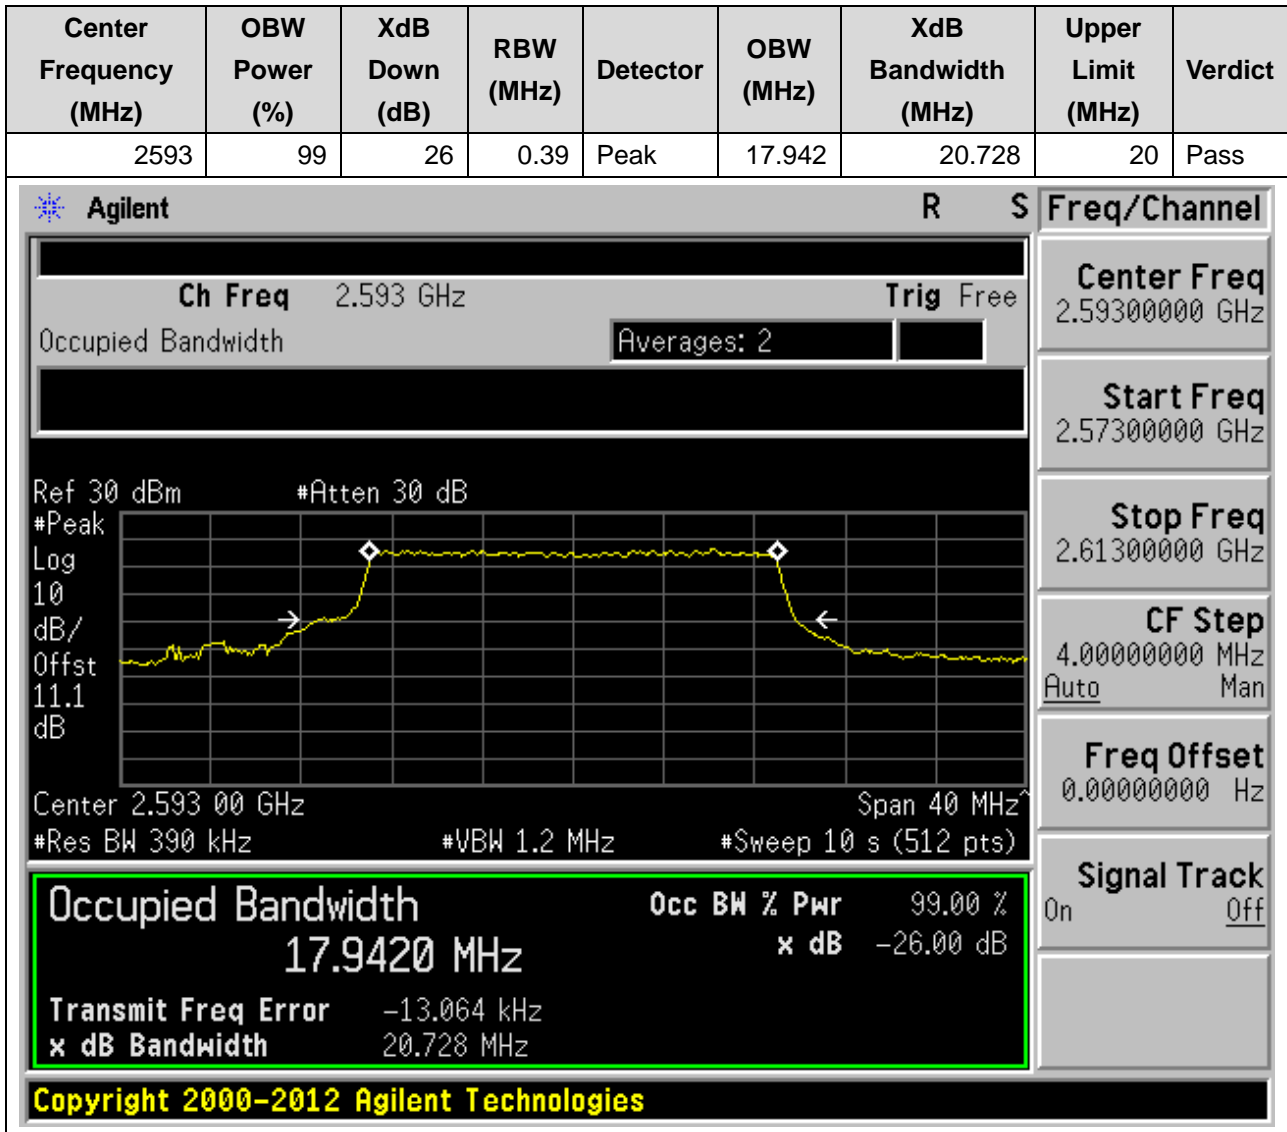 Center Frequency (MHz) OBW Power (%) XdB Down (dB) RBW (MHz) Detector OBW (MHz) XdB Bandwidth (MHz) Upper Limit (MHz) Verdict
2593 99 26 0.39 Peak 17.942 20.728 20 Pass
Agilent R S Freq/Channel
Ch Freq 2.593 GHz Trig Free
Occupied Bandwidth Averages: 2
Center Freq
2.59300000 GHz
Start Freq
2.57300000 GHz
Stop Freq
2.61300000 GHz
CF Step
4.00000000 MHz
Auto Man
Freq Offset
0.00000000 Hz
Signal Track
On Off
Ref 30 dBm #Atten 30 dB
#Peak
Log
10
dB/
Offst
11.1
dB
Center 2.593 00 GHz Span 40 MHz^
#Res BW 390 kHz #VBW 1.2 MHz #Sweep 10 s (512 pts)
Occupied Bandwidth Occ BW % Pwr 99.00 %
17.9420 MHz x dB -26.00 dB
Transmit Freq Error -13.064 kHz
x dB Bandwidth 20.728 MHz
Copyright 2000-2012 Agilent Technologies